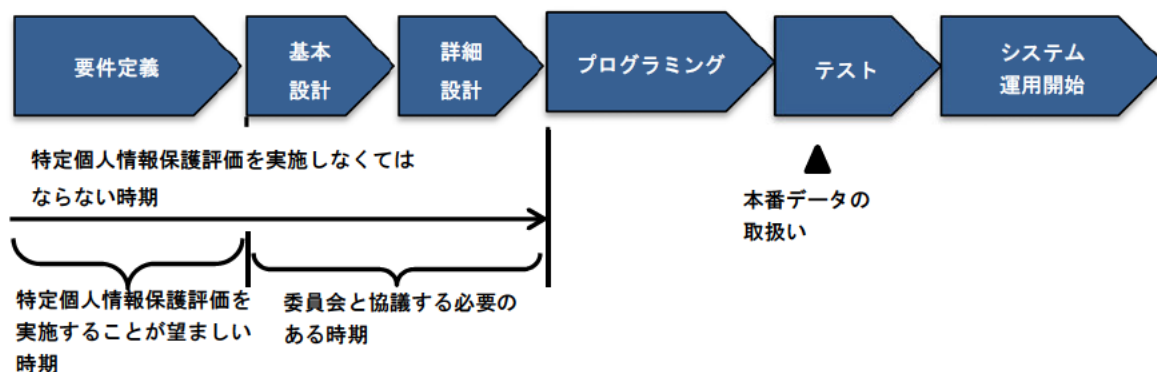 要件定義
基本
設計
詳細
設計
プログラミング
テスト
システム
運用開始
特定個人情報保護評価を実施しなくては
ならない時期
本番データの
取扱い
特定個人情報保護評価を
実施することが望ましい
時期
委員会と協議する必要の
ある時期